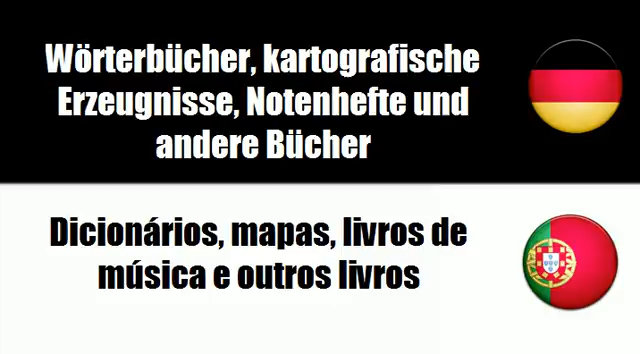 Wörterbücher, kartografische
Erzeugnisse, Notenhefte und
andere Bücher
Dicionários, mapas, livros de
música e outros livros